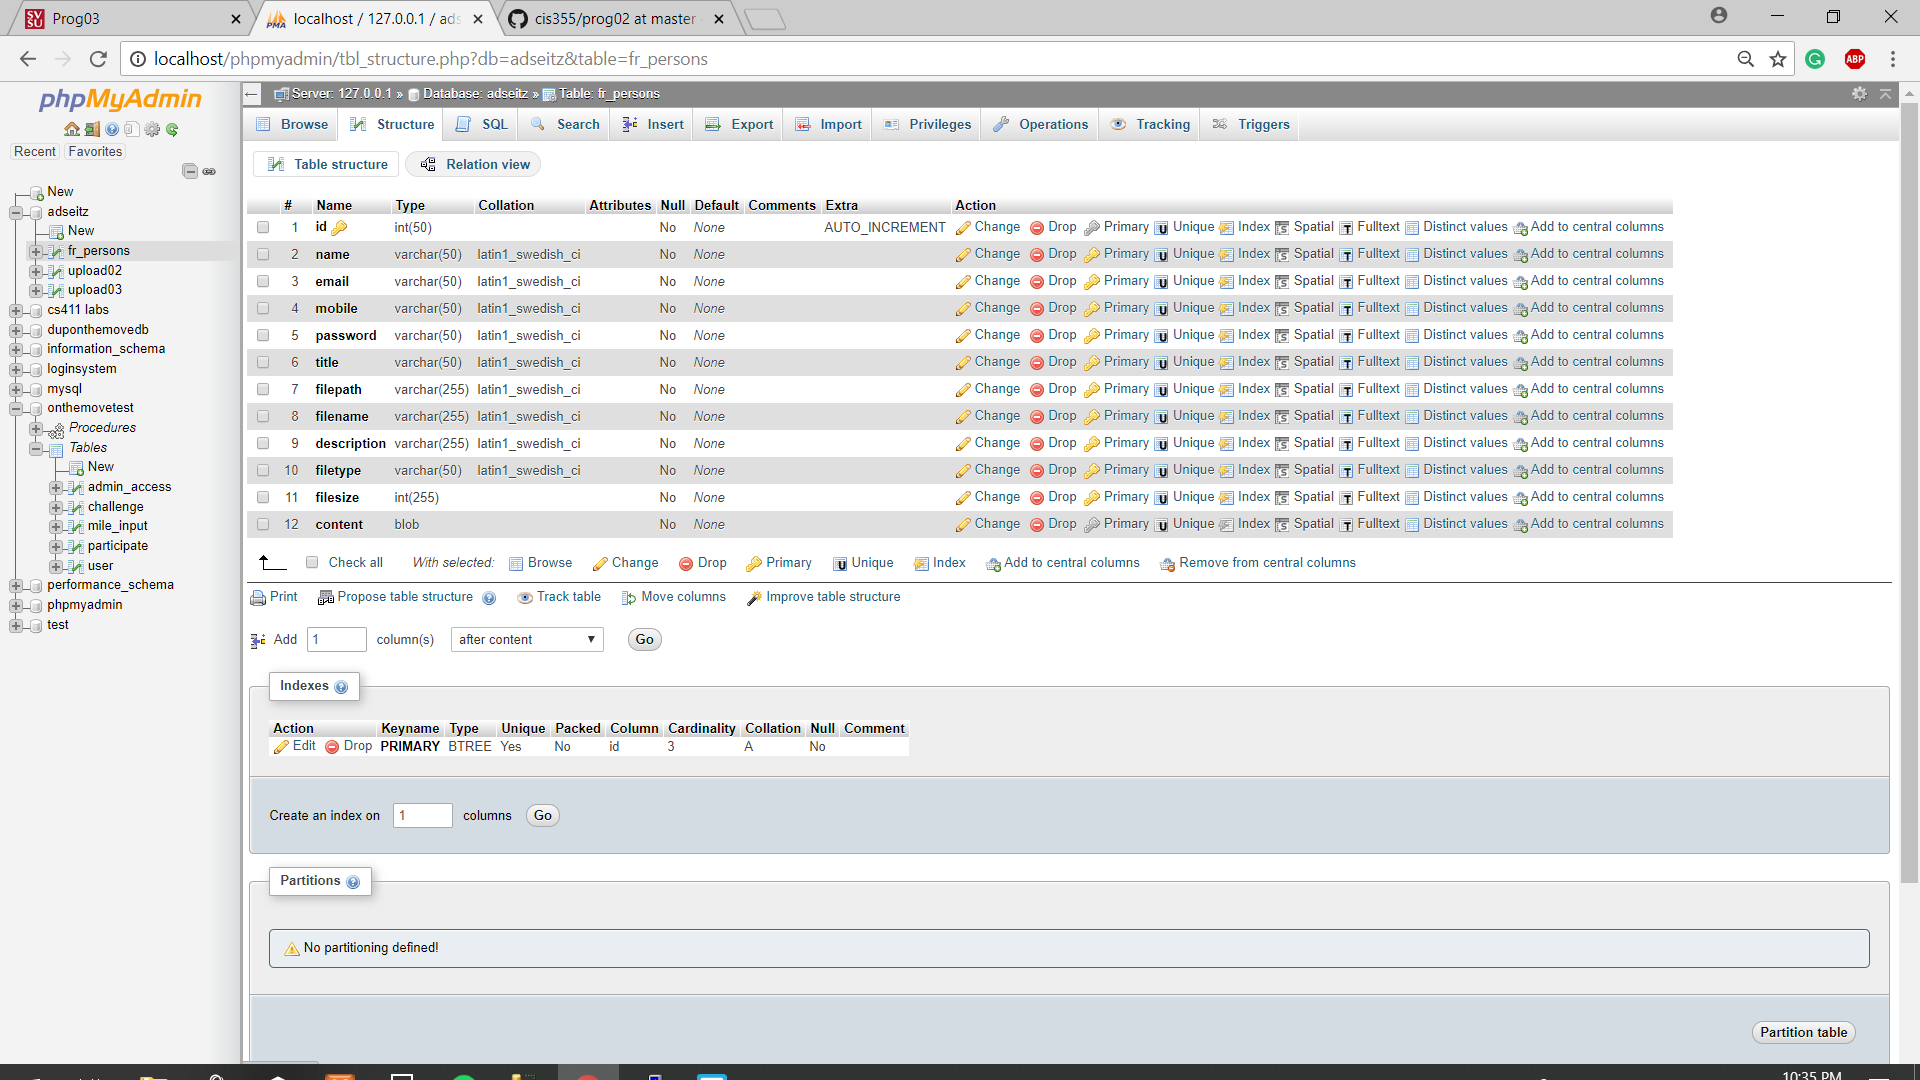 Prog03
localhost / 127.0.0.1 / ads
cis355/prog02 at master
localhost/phpmyadmin/tbl_structure.php?db=adseitz&table=fr_persons
ABP
phpMyAdmin
Recent Favorites
New
adseitz
New
fr_persons
upload02
upload03
cs411 labs
duponthemovedb
information_schema
loginsystem
mysql
onthemovetest
Procedures
Tables
New
admin_access
challenge
mile_input
participate
user
performance_schema
phpmyadmin
test
Server: 127.0.0.1 » Database: adseitz » Table: fr_persons
Browse Structure SQL Search Insert Export Import Privileges Operations Tracking Triggers
Table structure Relation view
# Name Type Collation Attributes Null Default Comments Extra Action
1 id int(50) No None AUTO_INCREMENT Change Drop Primary Unique Index Spatial Fulltext Distinct values Add to central columns
2 name varchar(50) latin1_swedish_ci No None Change Drop Primary Unique Index Spatial Fulltext Distinct values Add to central columns
3 email varchar(50) latin1_swedish_ci No None Change Drop Primary Unique Index Spatial Fulltext Distinct values Add to central columns
4 mobile varchar(50) latin1_swedish_ci No None Change Drop Primary Unique Index Spatial Fulltext Distinct values Add to central columns
5 password varchar(50) latin1_swedish_ci No None Change Drop Primary Unique Index Spatial Fulltext Distinct values Add to central columns
6 title varchar(50) latin1_swedish_ci No None Change Drop Primary Unique Index Spatial Fulltext Distinct values Add to central columns
7 filepath varchar(255) latin1_swedish_ci No None Change Drop Primary Unique Index Spatial Fulltext Distinct values Add to central columns
8 filename varchar(255) latin1_swedish_ci No None Change Drop Primary Unique Index Spatial Fulltext Distinct values Add to central columns
9 description varchar(255) latin1_swedish_ci No None Change Drop Primary Unique Index Spatial Fulltext Distinct values Add to central columns
10 filetype varchar(50) latin1_swedish_ci No None Change Drop Primary Unique Index Spatial Fulltext Distinct values Add to central columns
11 filesize int(255) No None Change Drop Primary Unique Index Spatial Fulltext Distinct values Add to central columns
12 content blob No None Change Drop Primary Unique Index Spatial Fulltext Distinct values Add to central columns
Check all With selected: Browse Change Drop Primary Unique Index Add to central columns Remove from central columns
Print Propose table structure Track table Move columns Improve table structure
Add 1 column(s) after content Go
Indexes
Action Keyname Type Unique Packed Column Cardinality Collation Null Comment
Edit Drop PRIMARY BTREE Yes No id 3 A No
Create an index on 1 columns Go
Partitions
No partitioning defined!
Partition table
10:35 PM